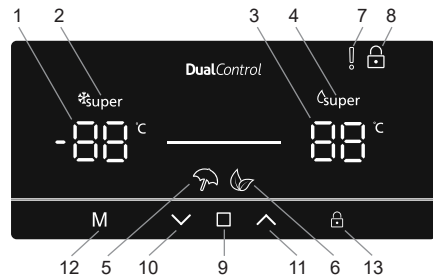 1 2 3 4 7 8
DualControl
super super
-88 °C 88 °C
M
12 5 10 9 11 6 13